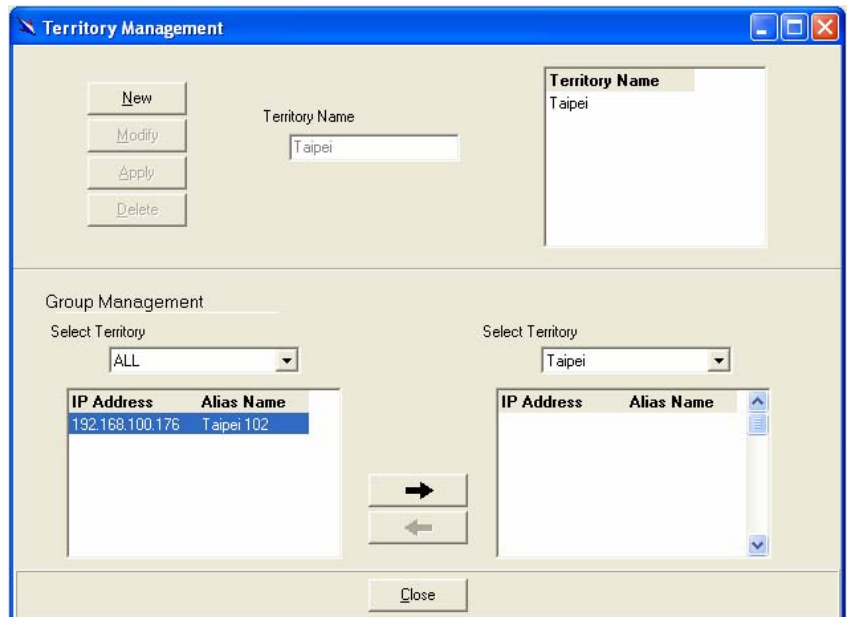 Territory Management
New
Modify
Apply
Delete
Territory Name
Taipei
Territory Name
Taipei
Group Management
Select Territory
ALL
IP Address Alias Name
192.168.100.176 Taipei 102
Select Territory
Taipei
IP Address Alias Name
Close